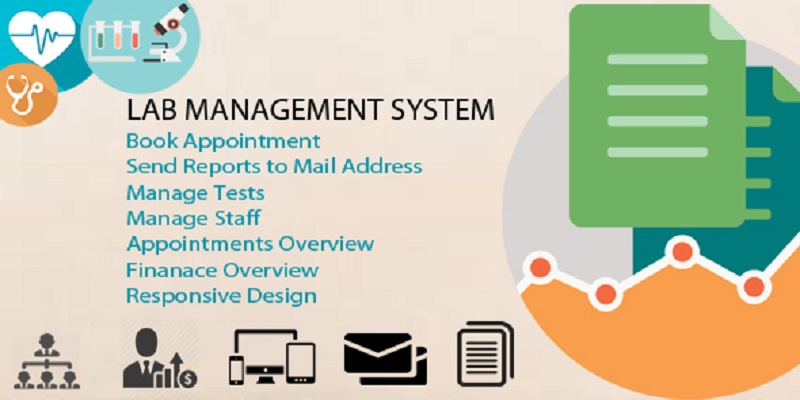 LAB MANAGEMENT SYSTEM
Book Appointment
Send Reports to Mail Address
Manage Tests
Manage Staff
Appointments Overview
Finanace Overview
Responsive Design
$